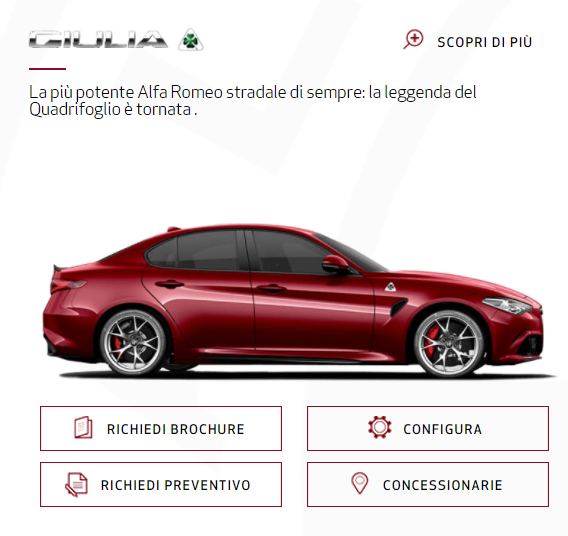 GIULIA
SCOPRI DI PIÙ
La più potente Alfa Romeo stradale di sempre: la leggenda del
Quadrifoglio è tornata .
RICHIEDI BROCHURE
CONFIGURA
RICHIEDI PREVENTIVO
CONCESSIONARIE